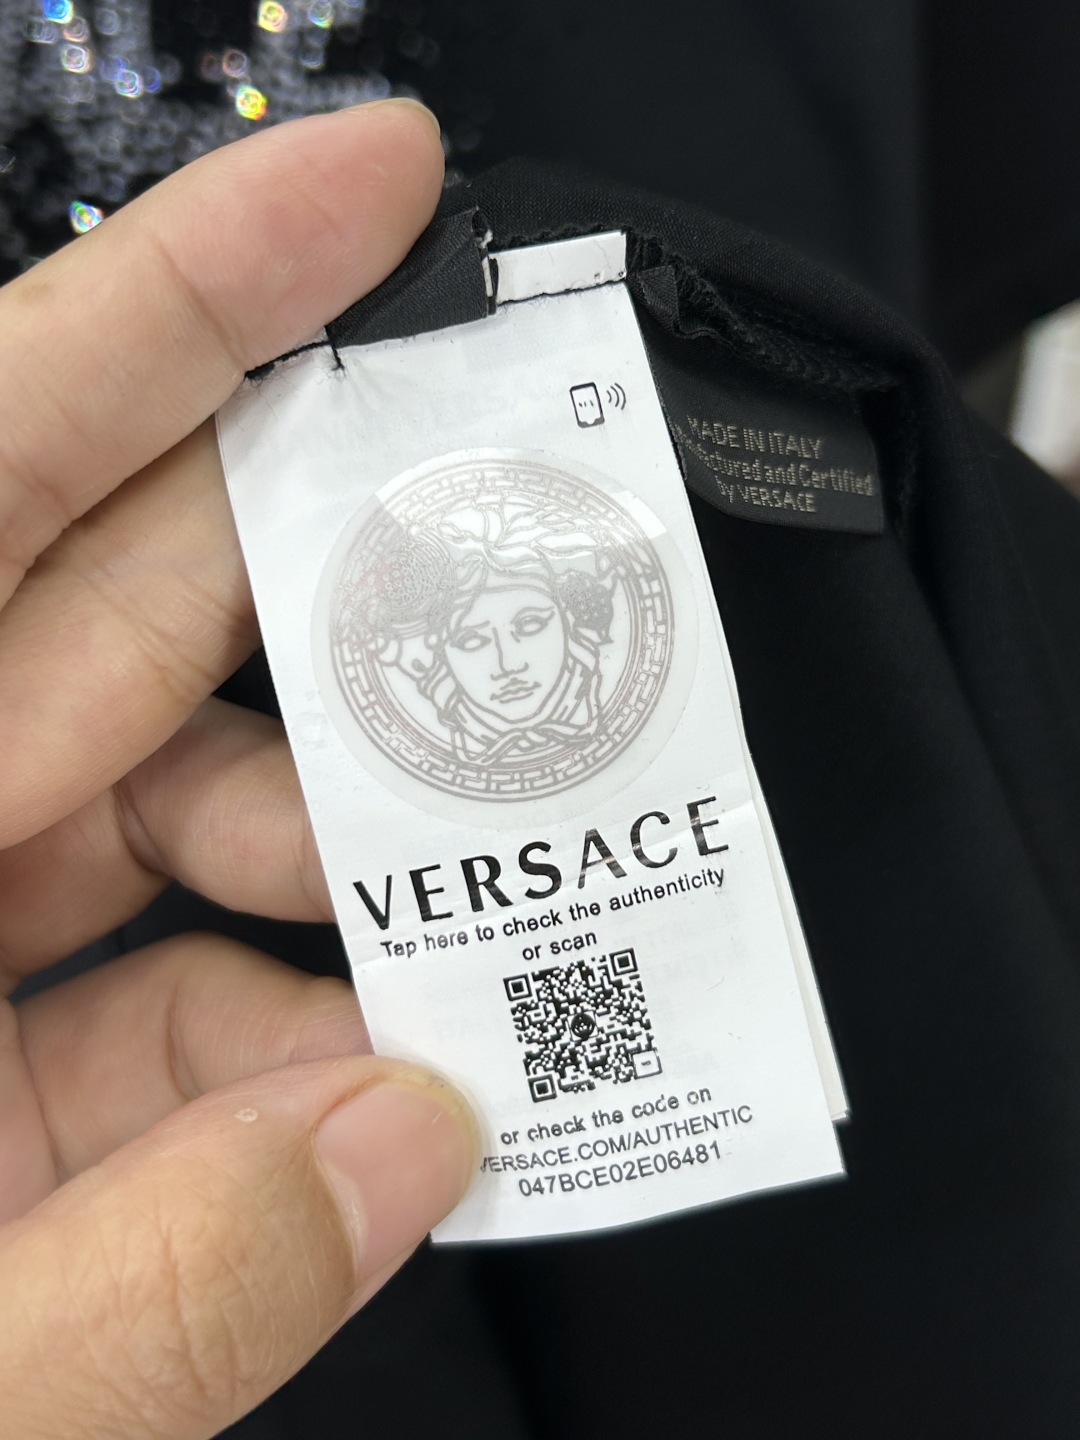 MADE IN ITALY
and Certified
by VERSACE
VERSACE
Tap here to check the authenticity
or scan
or check the code on
VERSACE.COM/AUTHENTIC
047BCE02E06481